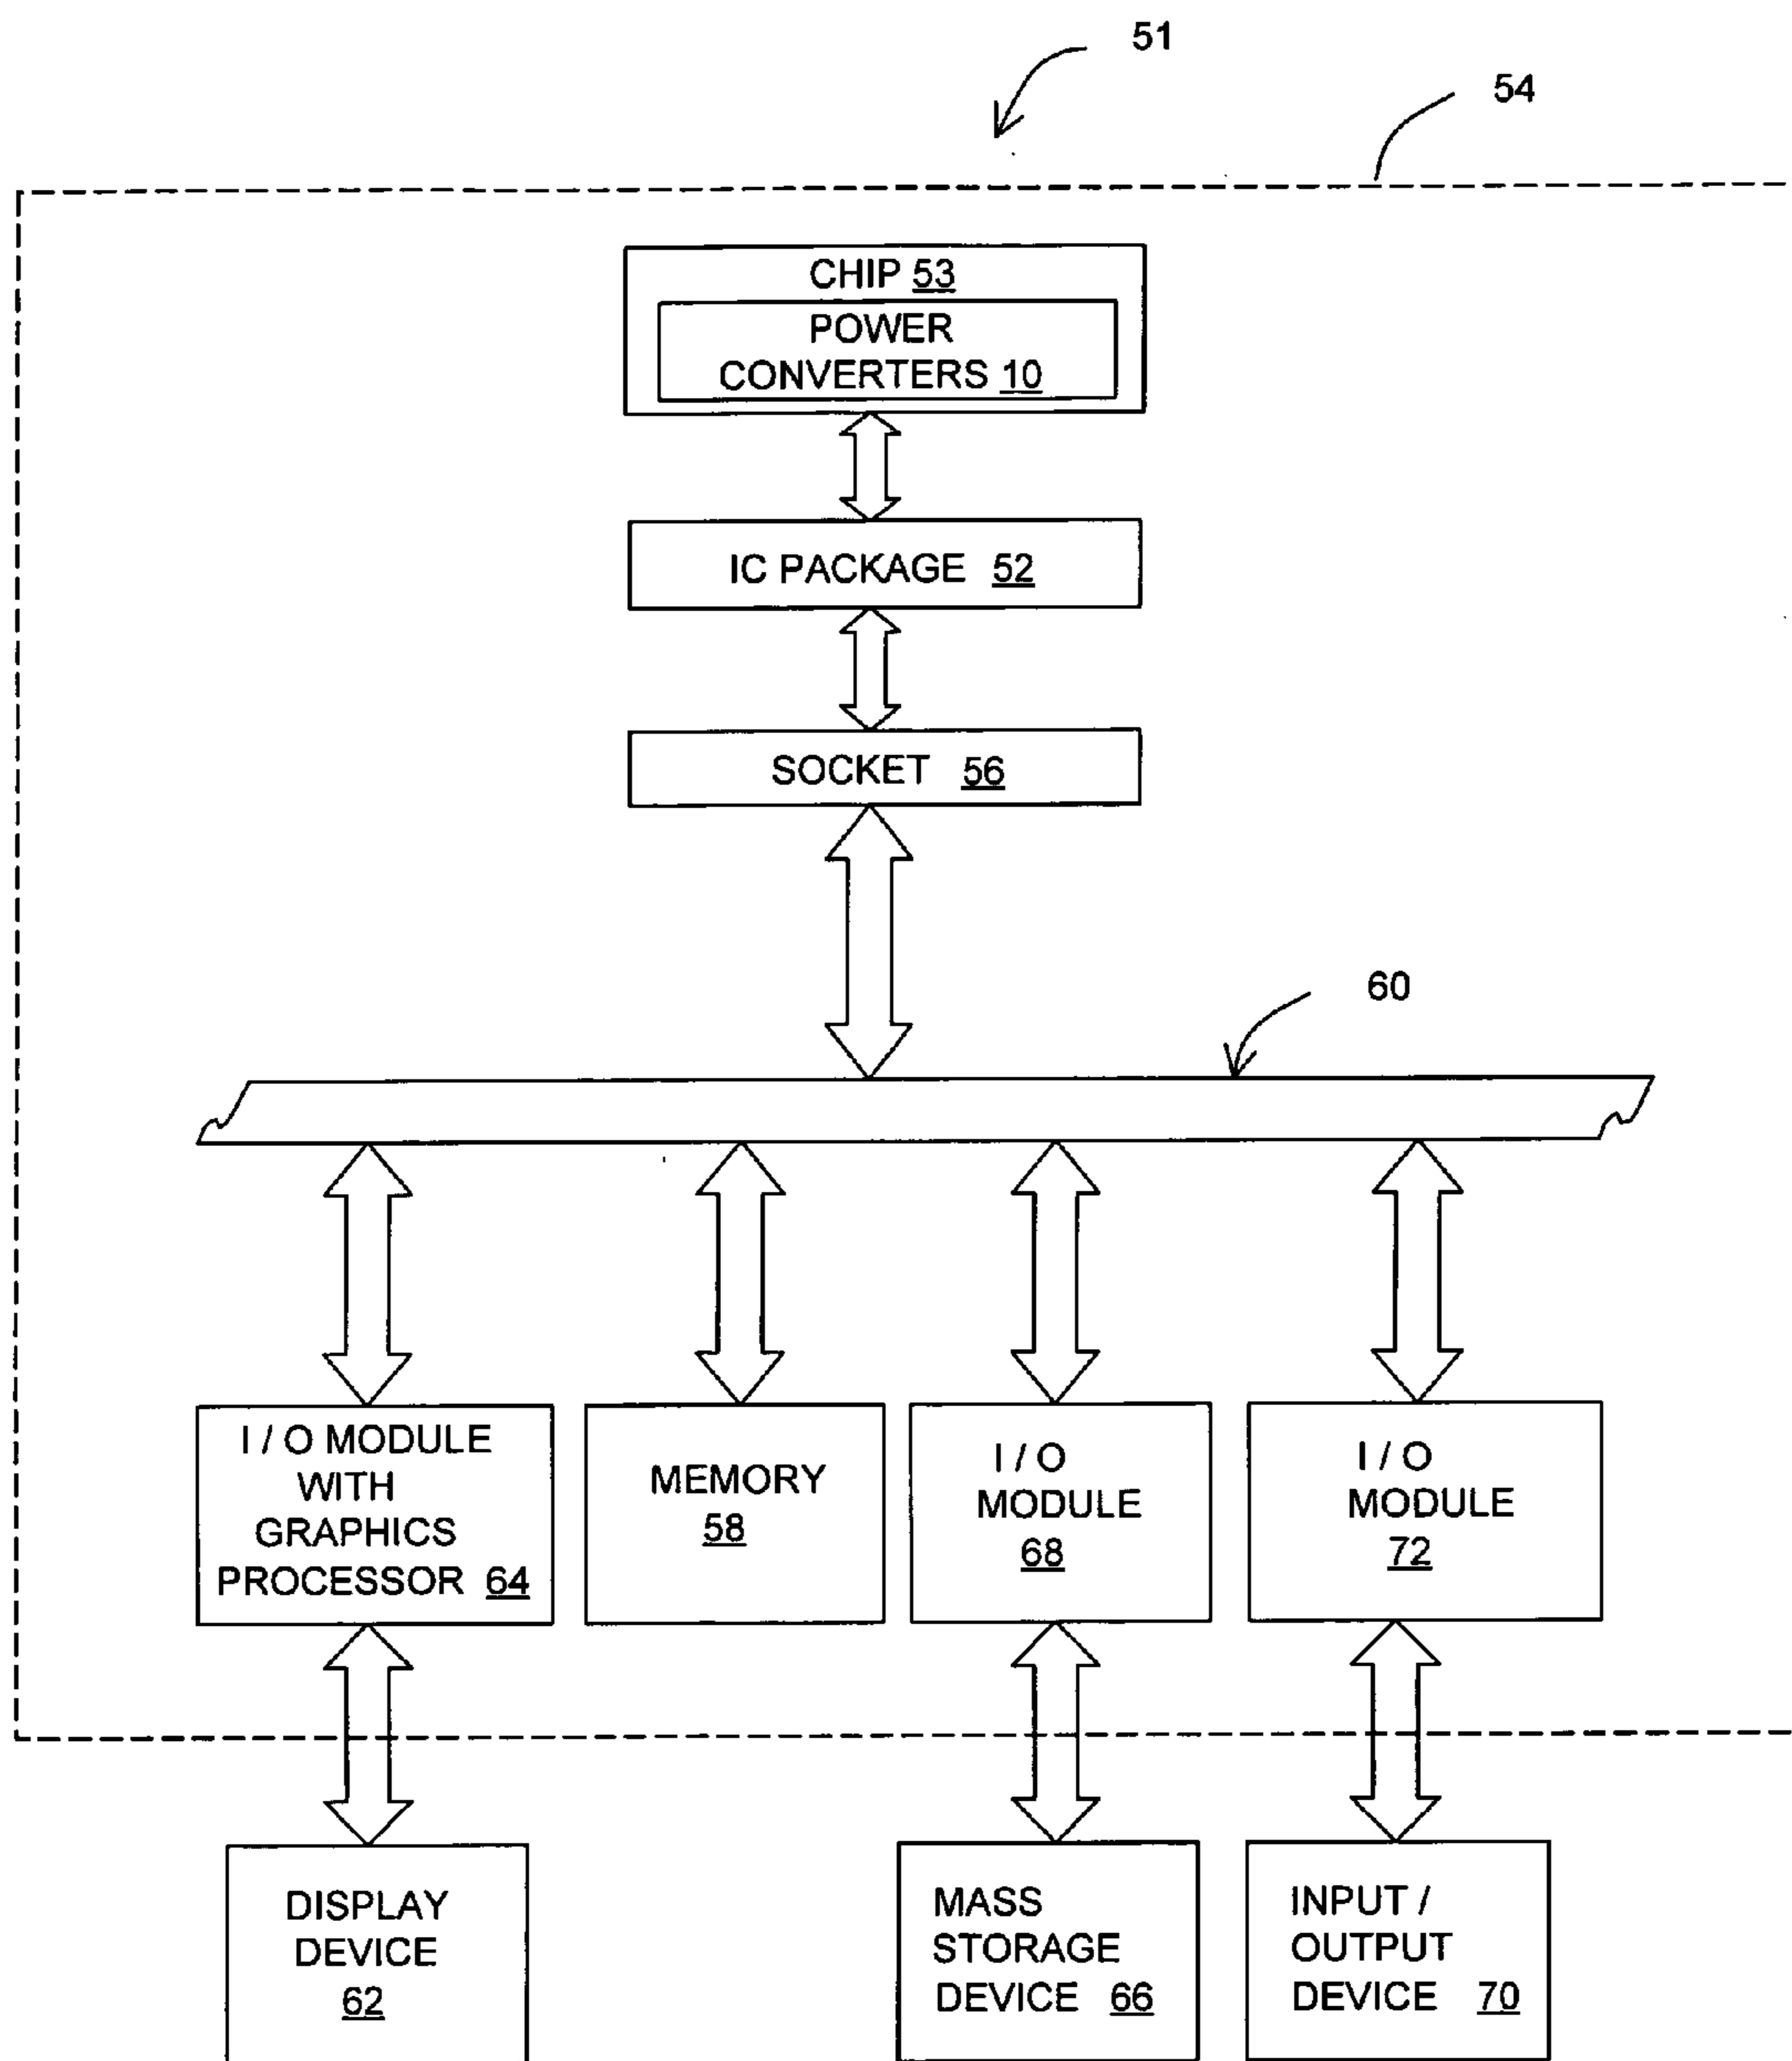 51
54
CHIP 53
POWER
CONVERTERS 10
IC PACKAGE 52
SOCKET 56
60
I / O MODULE
WITH
GRAPHICS
PROCESSOR 64
MEMORY
58
I / O
MODULE
68
I / O
MODULE
72
DISPLAY
DEVICE
62
MASS
STORAGE
DEVICE 66
INPUT /
OUTPUT
DEVICE 70